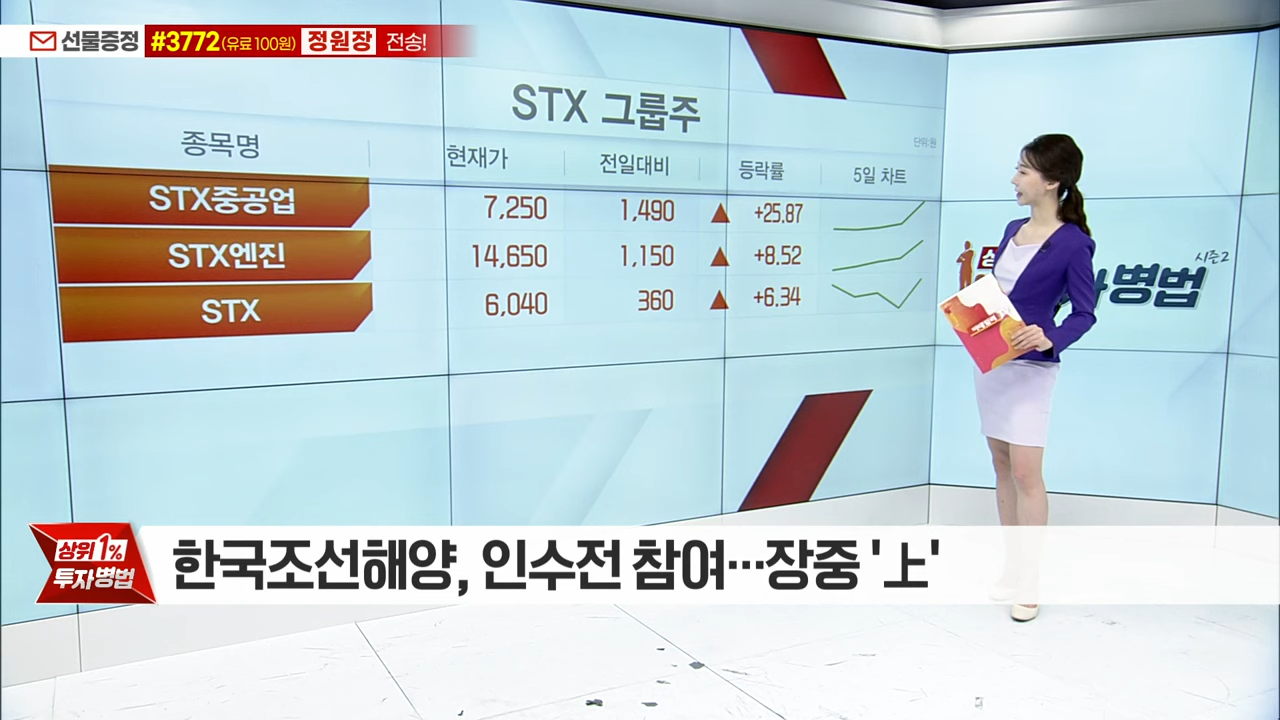 선물증정 #3772(유료 100원) 정원장 전송!
STX 그룹주
단위:원
종목명 현재가 전일대비 등락률 5일 차트
STX중공업 7,250 1,490 ▲ +25.87
STX엔진 14,650 1,150 ▲ +8.52
STX 6,040 360 ▲ +6.34
시즌2
병법
상위 1%
투자병법
한국조선해양, 인수전 참여…장중 '上'